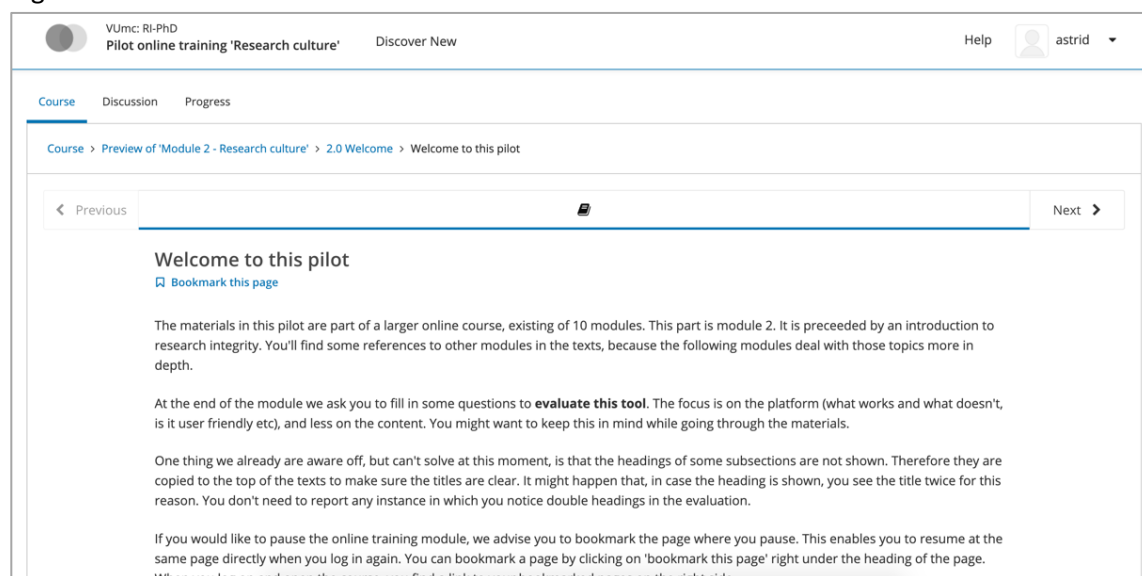 VUmc: RI-PhD
Pilot online training 'Research culture'
Discover New
Help
astrid
Course
Discussion
Progress
Course > Preview of 'Module 2 - Research culture' > 2.0 Welcome > Welcome to this pilot
Previous
Next
Welcome to this pilot
Bookmark this page
The materials in this pilot are part of a larger online course, existing of 10 modules. This part is module 2. It is preceeded by an introduction to
research integrity. You'll find some references to other modules in the texts, because the following modules deal with those topics more in
depth.
At the end of the module we ask you to fill in some questions to evaluate this tool. The focus is on the platform (what works and what doesn't,
is it user friendly etc), and less on the content. You might want to keep this in mind while going through the materials.
One thing we already are aware off, but can't solve at this moment, is that the headings of some subsections are not shown. Therefore they are
copied to the top of the texts to make sure the titles are clear. It might happen that, in case the heading is shown, you see the title twice for this
reason. You don't need to report any instance in which you notice double headings in the evaluation.
If you would like to pause the online training module, we advise you to bookmark the page where you pause. This enables you to resume at the
same page directly when you log in again. You can bookmark a page by clicking on 'bookmark this page' right under the heading of the page.